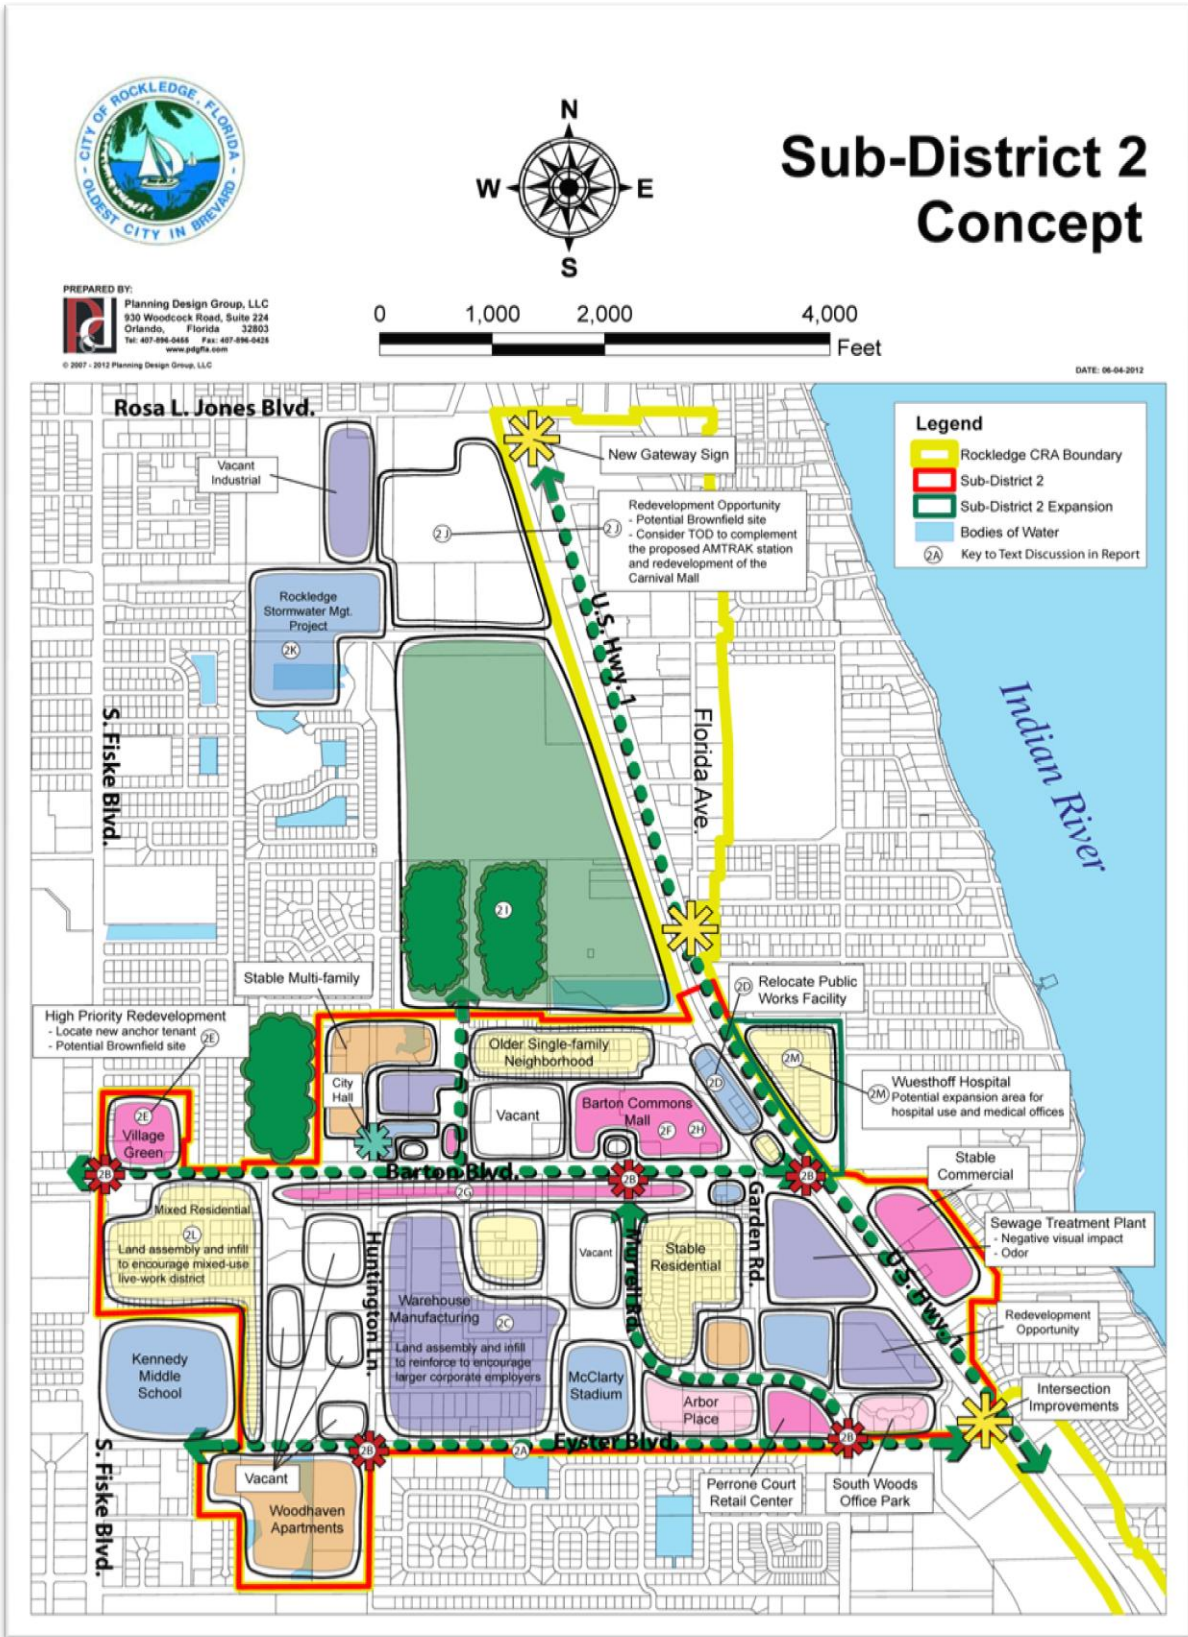 CITY OF ROCKLEDGE, FLORIDA
- OLDEST CITY IN BREVARD -
N
W
E
S
Sub-District 2
Concept
PREPARED BY:
Planning Design Group, LLC
930 Woodcock Road, Suite 224
Orlando, Florida 32803
Tel: 407-896-0455 Fax: 407-896-0425
www.pdgfla.com
© 2007 - 2012 Planning Design Group, LLC
0 1,000 2,000 4,000
Feet
DATE: 06-04-2012
Rosa L. Jones Blvd.
Legend
Rockledge CRA Boundary
Sub-District 2
Sub-District 2 Expansion
Bodies of Water
2A Key to Text Discussion in Report
New Gateway Sign
Vacant
Industrial
2J
2J
Redevelopment Opportunity
- Potential Brownfield site
- Consider TOD to complement
the proposed AMTRAK station
and redevelopment of the
Carnival Mall
Rockledge
Stormwater Mgt.
Project
2K
U.S. Hwy. 1
Florida Ave.
S. Fiske Blvd.
Indian River
2I
Stable Multi-family
2D
Relocate Public
Works Facility
High Priority Redevelopment
- Locate new anchor tenant
- Potential Brownfield site
2E
Older Single-family
Neighborhood
2M
2D
2M
Wuesthoff Hospital
Potential expansion area for
hospital use and medical offices
City
Hall
2E
Village
Green
Vacant
Barton Commons
Mall
2F
2H
Stable
Commercial
2B
Barton Blvd.
2B
2B
2G
Mixed Residential
2L
Land assembly and infill
to encourage mixed-use
live-work district
Huntington Ln.
Vacant
Murrell Rd.
Stable
Residential
Garden Rd.
Sewage Treatment Plant
- Negative visual impact
- Odor
U.S. Hwy. 1
Warehouse
Manufacturing
2C
Land assembly and infill
to reinforce to encourage
larger corporate employers
Redevelopment
Opportunity
Kennedy
Middle
School
McClarty
Stadium
Arbor
Place
Intersection
Improvements
S. Fiske Blvd.
2B
2A
Eyster Blvd.
2B
Vacant
Perrone Court
Retail Center
South Woods
Office Park
Woodhaven
Apartments